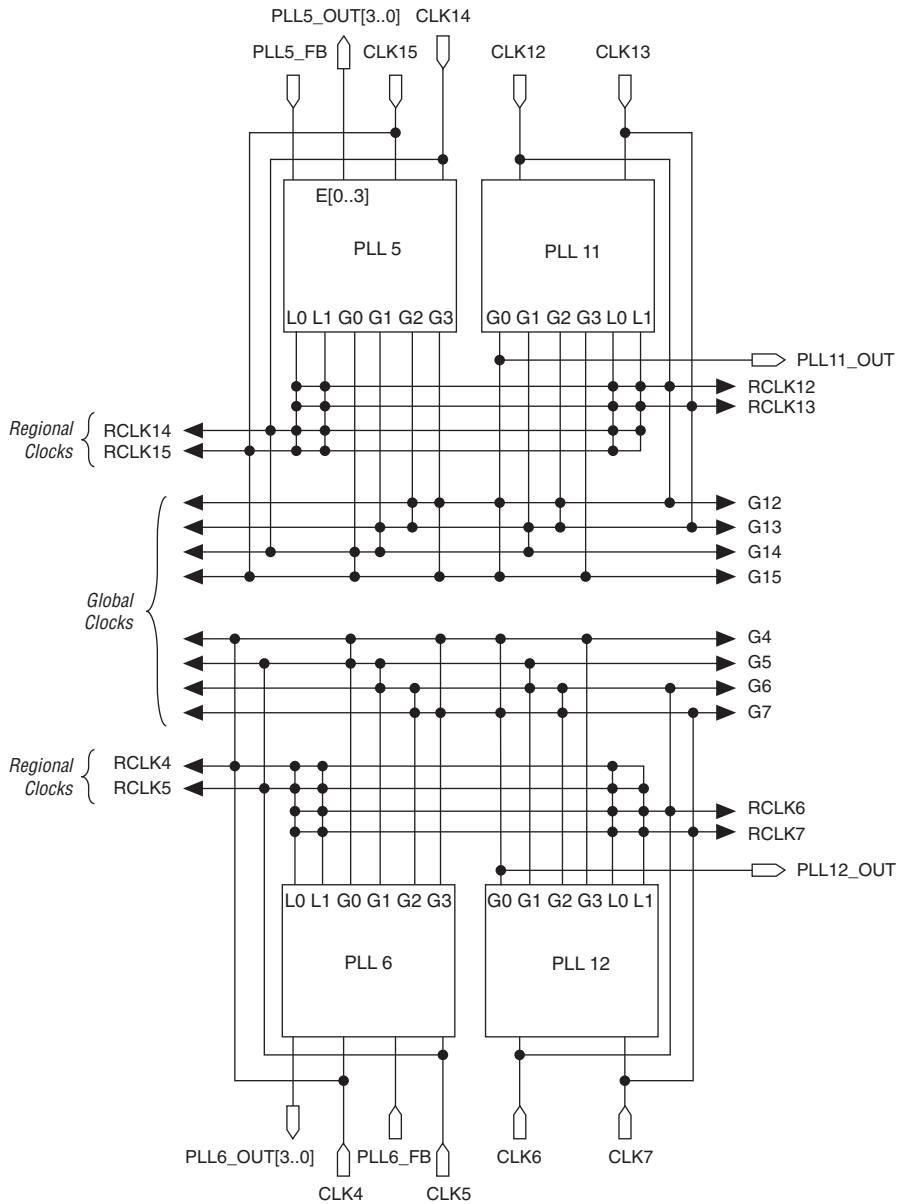 PLL5_OUT[3..0] CLK14
PLL5_FB CLK15 CLK12 CLK13
E[0..3]
PLL 5 PLL 11
L0 L1 G0 G1 G2 G3 G0 G1 G2 G3 L0 L1
PLL11_OUT
RCLK12
RCLK13
Regional
Clocks
RCLK14
RCLK15
G12
G13
G14
G15
Global
Clocks
G4
G5
G6
G7
Regional
Clocks
RCLK4
RCLK5
RCLK6
RCLK7
PLL12_OUT
L0 L1 G0 G1 G2 G3 G0 G1 G2 G3 L0 L1
PLL 6 PLL 12
PLL6_OUT[3..0] PLL6_FB CLK6 CLK7
CLK4 CLK5